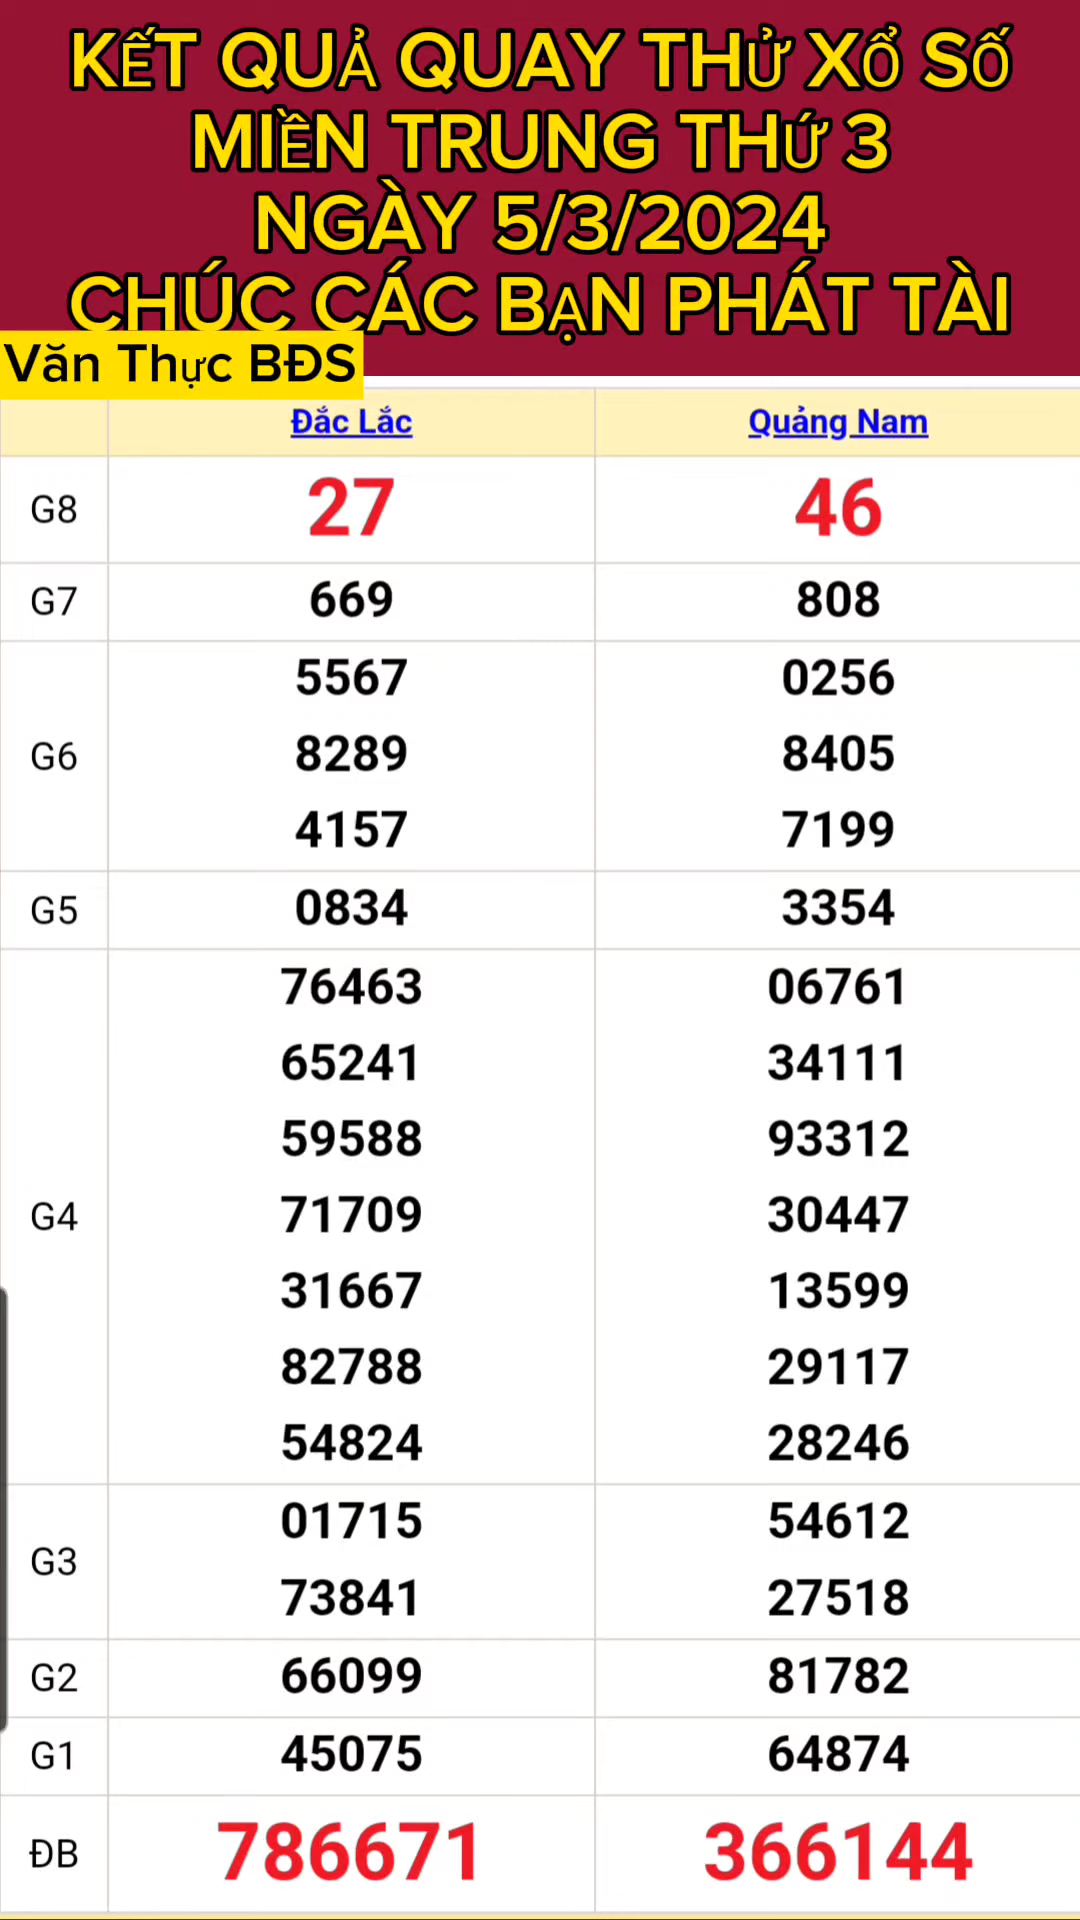 KẾT QUẢ QUAY THỬ XỔ SỐ
MIỀN TRUNG THỨ 3
NGÀY 5/3/2024
CHÚC CÁC BẠN PHÁT TÀI
Văn Thực BĐS
Đắc Lắc Quảng Nam
G8 27 46
G7 669 808
5567 0256
G6 8289 8405
4157 7199
G5 0834 3354
76463 06761
65241 34111
59588 93312
G4 71709 30447
31667 13599
82788 29117
54824 28246
G3 01715 54612
73841 27518
G2 66099 81782
G1 45075 64874
ĐB 786671 366144